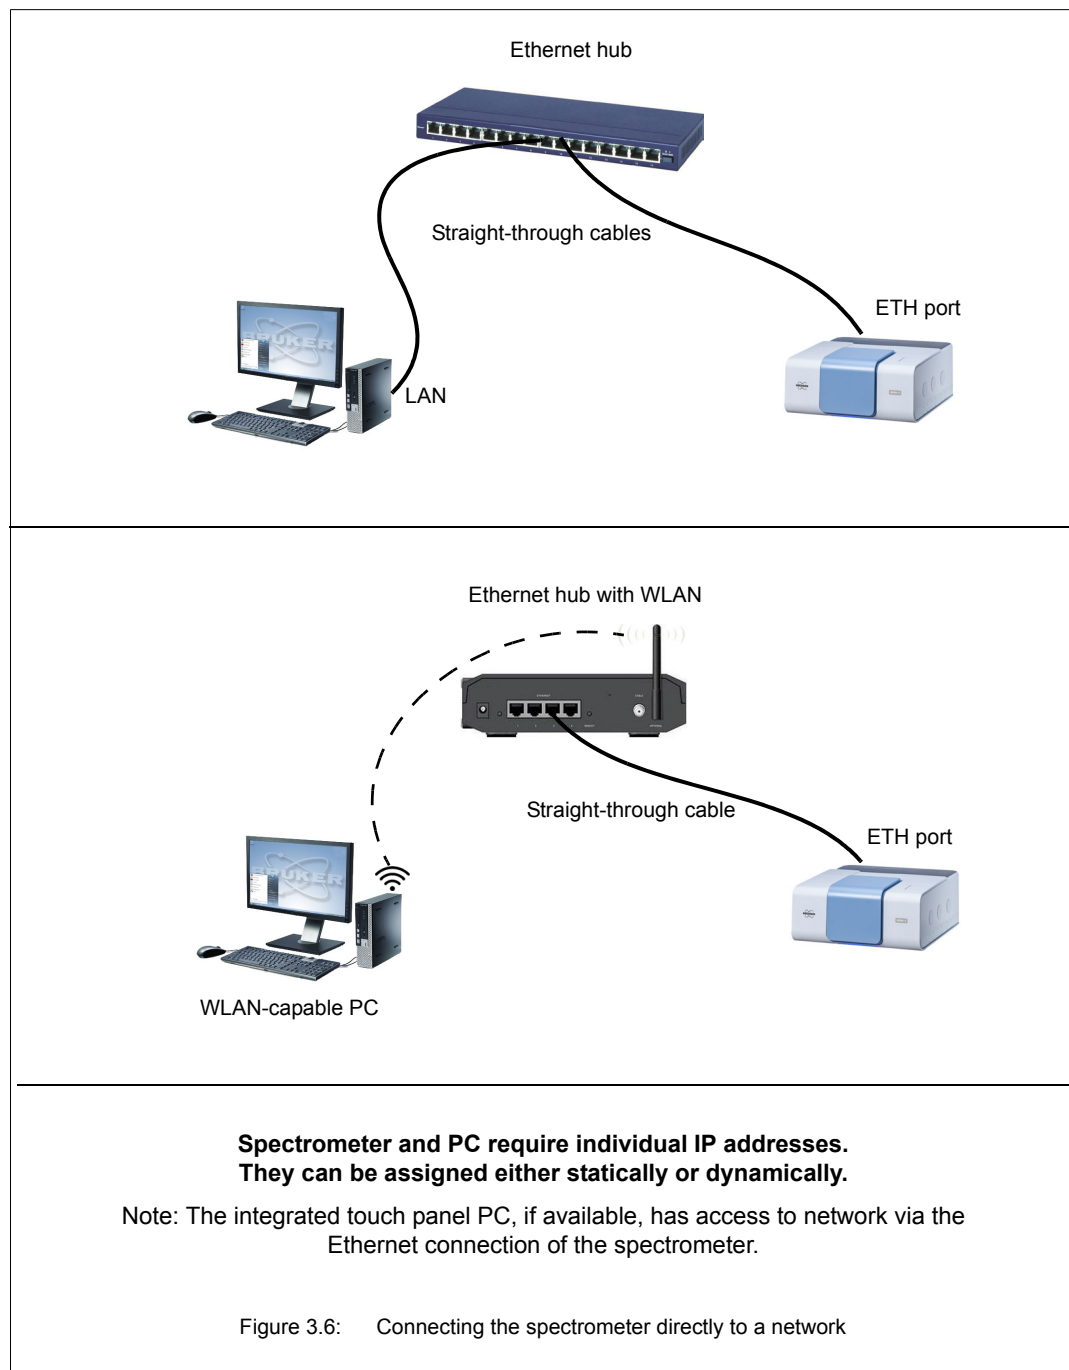 Ethernet hub
Straight-through cables
ETH port
BRUKER
LAN
Ethernet hub with WLAN
ETHERNET
Straight-through cable
ETH port
BRUKER
WLAN-capable PC
Spectrometer and PC require individual IP addresses.
They can be assigned either statically or dynamically.
Note: The integrated touch panel PC, if available, has access to network via the
Ethernet connection of the spectrometer.
Figure 3.6: Connecting the spectrometer directly to a network